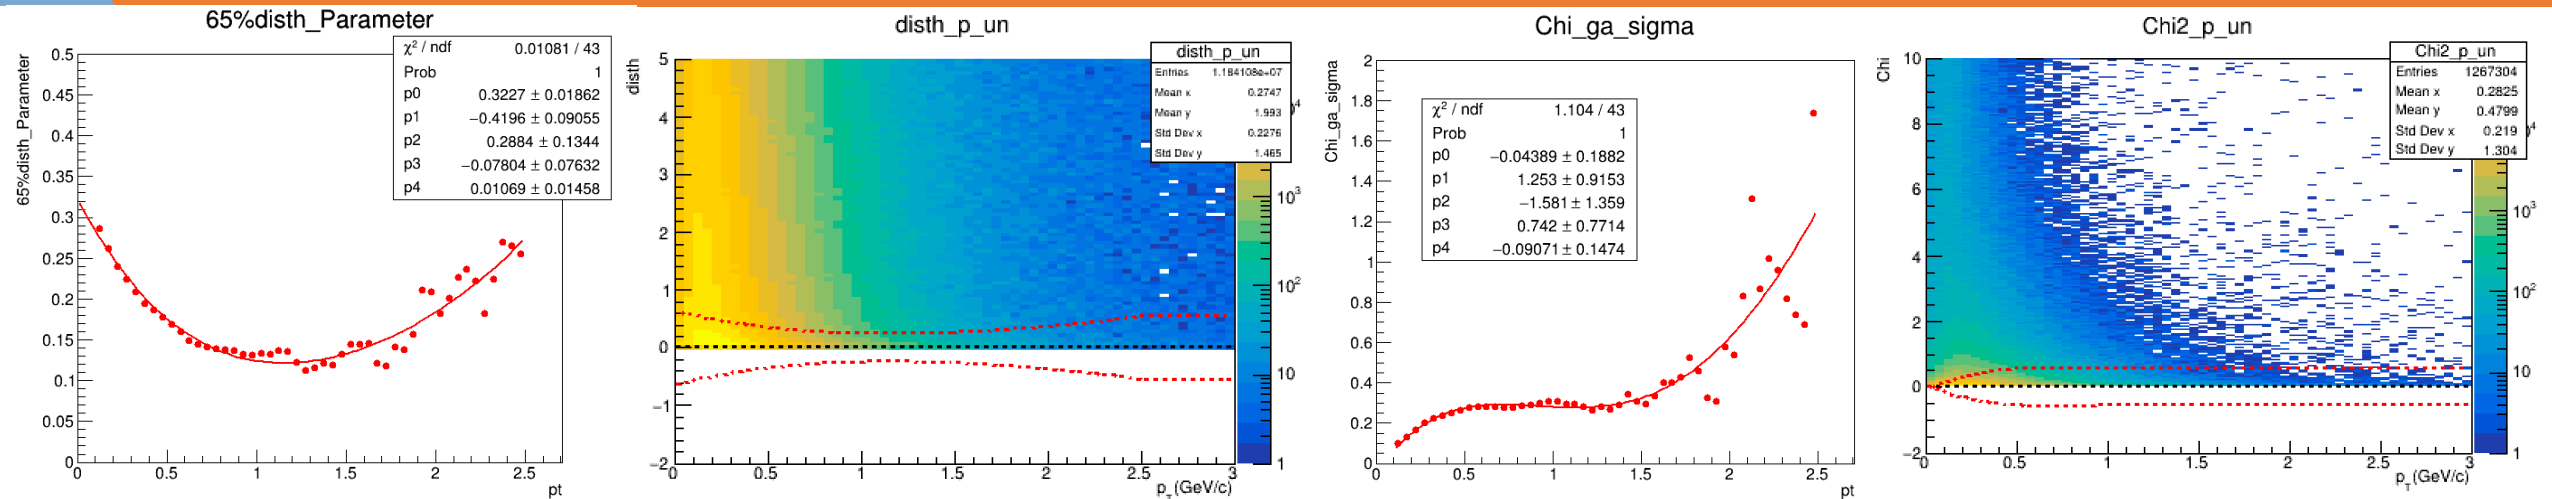 65%disth_Parameter
χ² / ndf 0.01081 / 43
Prob 1
p0 0.3227 ± 0.01862
p1 −0.4196 ± 0.09055
p2 0.2884 ± 0.1344
p3 −0.07804 ± 0.07632
p4 0.01069 ± 0.01458
65%disth_Parameter
0.5
0.45
0.4
0.35
0.3
0.25
0.2
0.15
0.1
0.05
0
0 0.5 1 1.5 2 2.5
pt
disth_p_un
disth_p_un
Entries 1.184108e+07
Mean x 0.2747
Mean y 1.993
Std Dev x 0.2276
Std Dev y 1.465
disth
5
4
3
2
1
0
−1
−2
0 0.5 1 1.5 2 2.5 3
p_T(GeV/c)
10³
10²
10
1
Chi_ga_sigma
χ² / ndf 1.104 / 43
Prob 1
p0 −0.04389 ± 0.1882
p1 1.253 ± 0.9153
p2 −1.581 ± 1.359
p3 0.742 ± 0.7714
p4 −0.09071 ± 0.1474
Chi_ga_sigma
2
1.8
1.6
1.4
1.2
1
0.8
0.6
0.4
0.2
0
0 0.5 1 1.5 2 2.5
pt
Chi2_p_un
Chi2_p_un
Entries 1267304
Mean x 0.2825
Mean y 0.4799
Std Dev x 0.219
Std Dev y 1.304
Chi
10
8
6
4
2
0
−2
0 0.5 1 1.5 2 2.5 3
p_T(GeV/c)
10³
10²
10
1